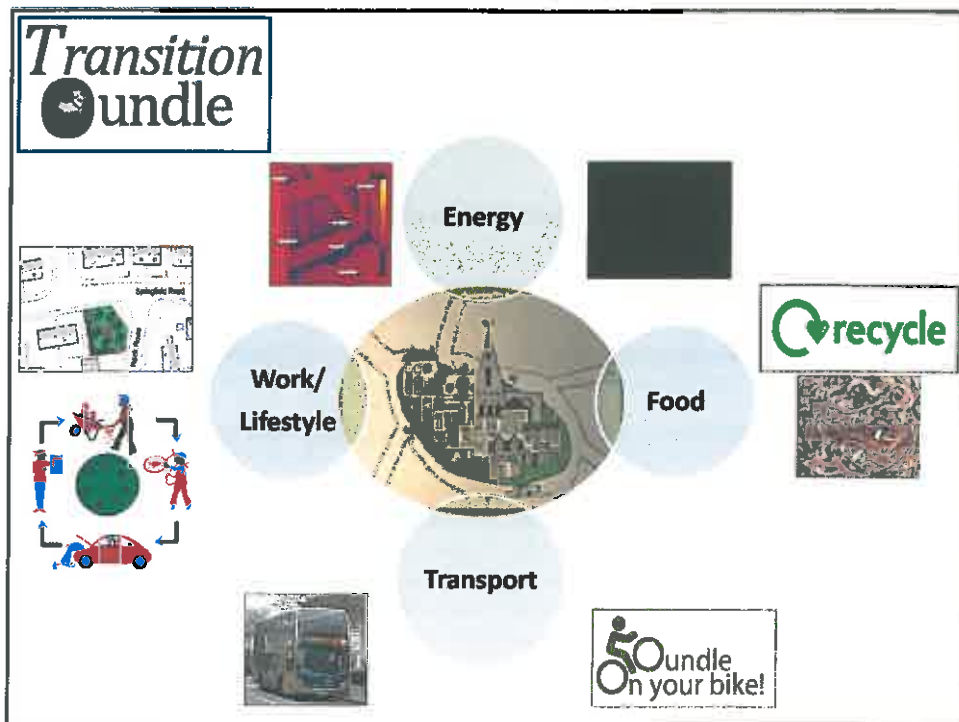 Transition
Oundle
Energy
recycle
Work/
Lifestyle
Food
Transport
Oundle
On your bike!